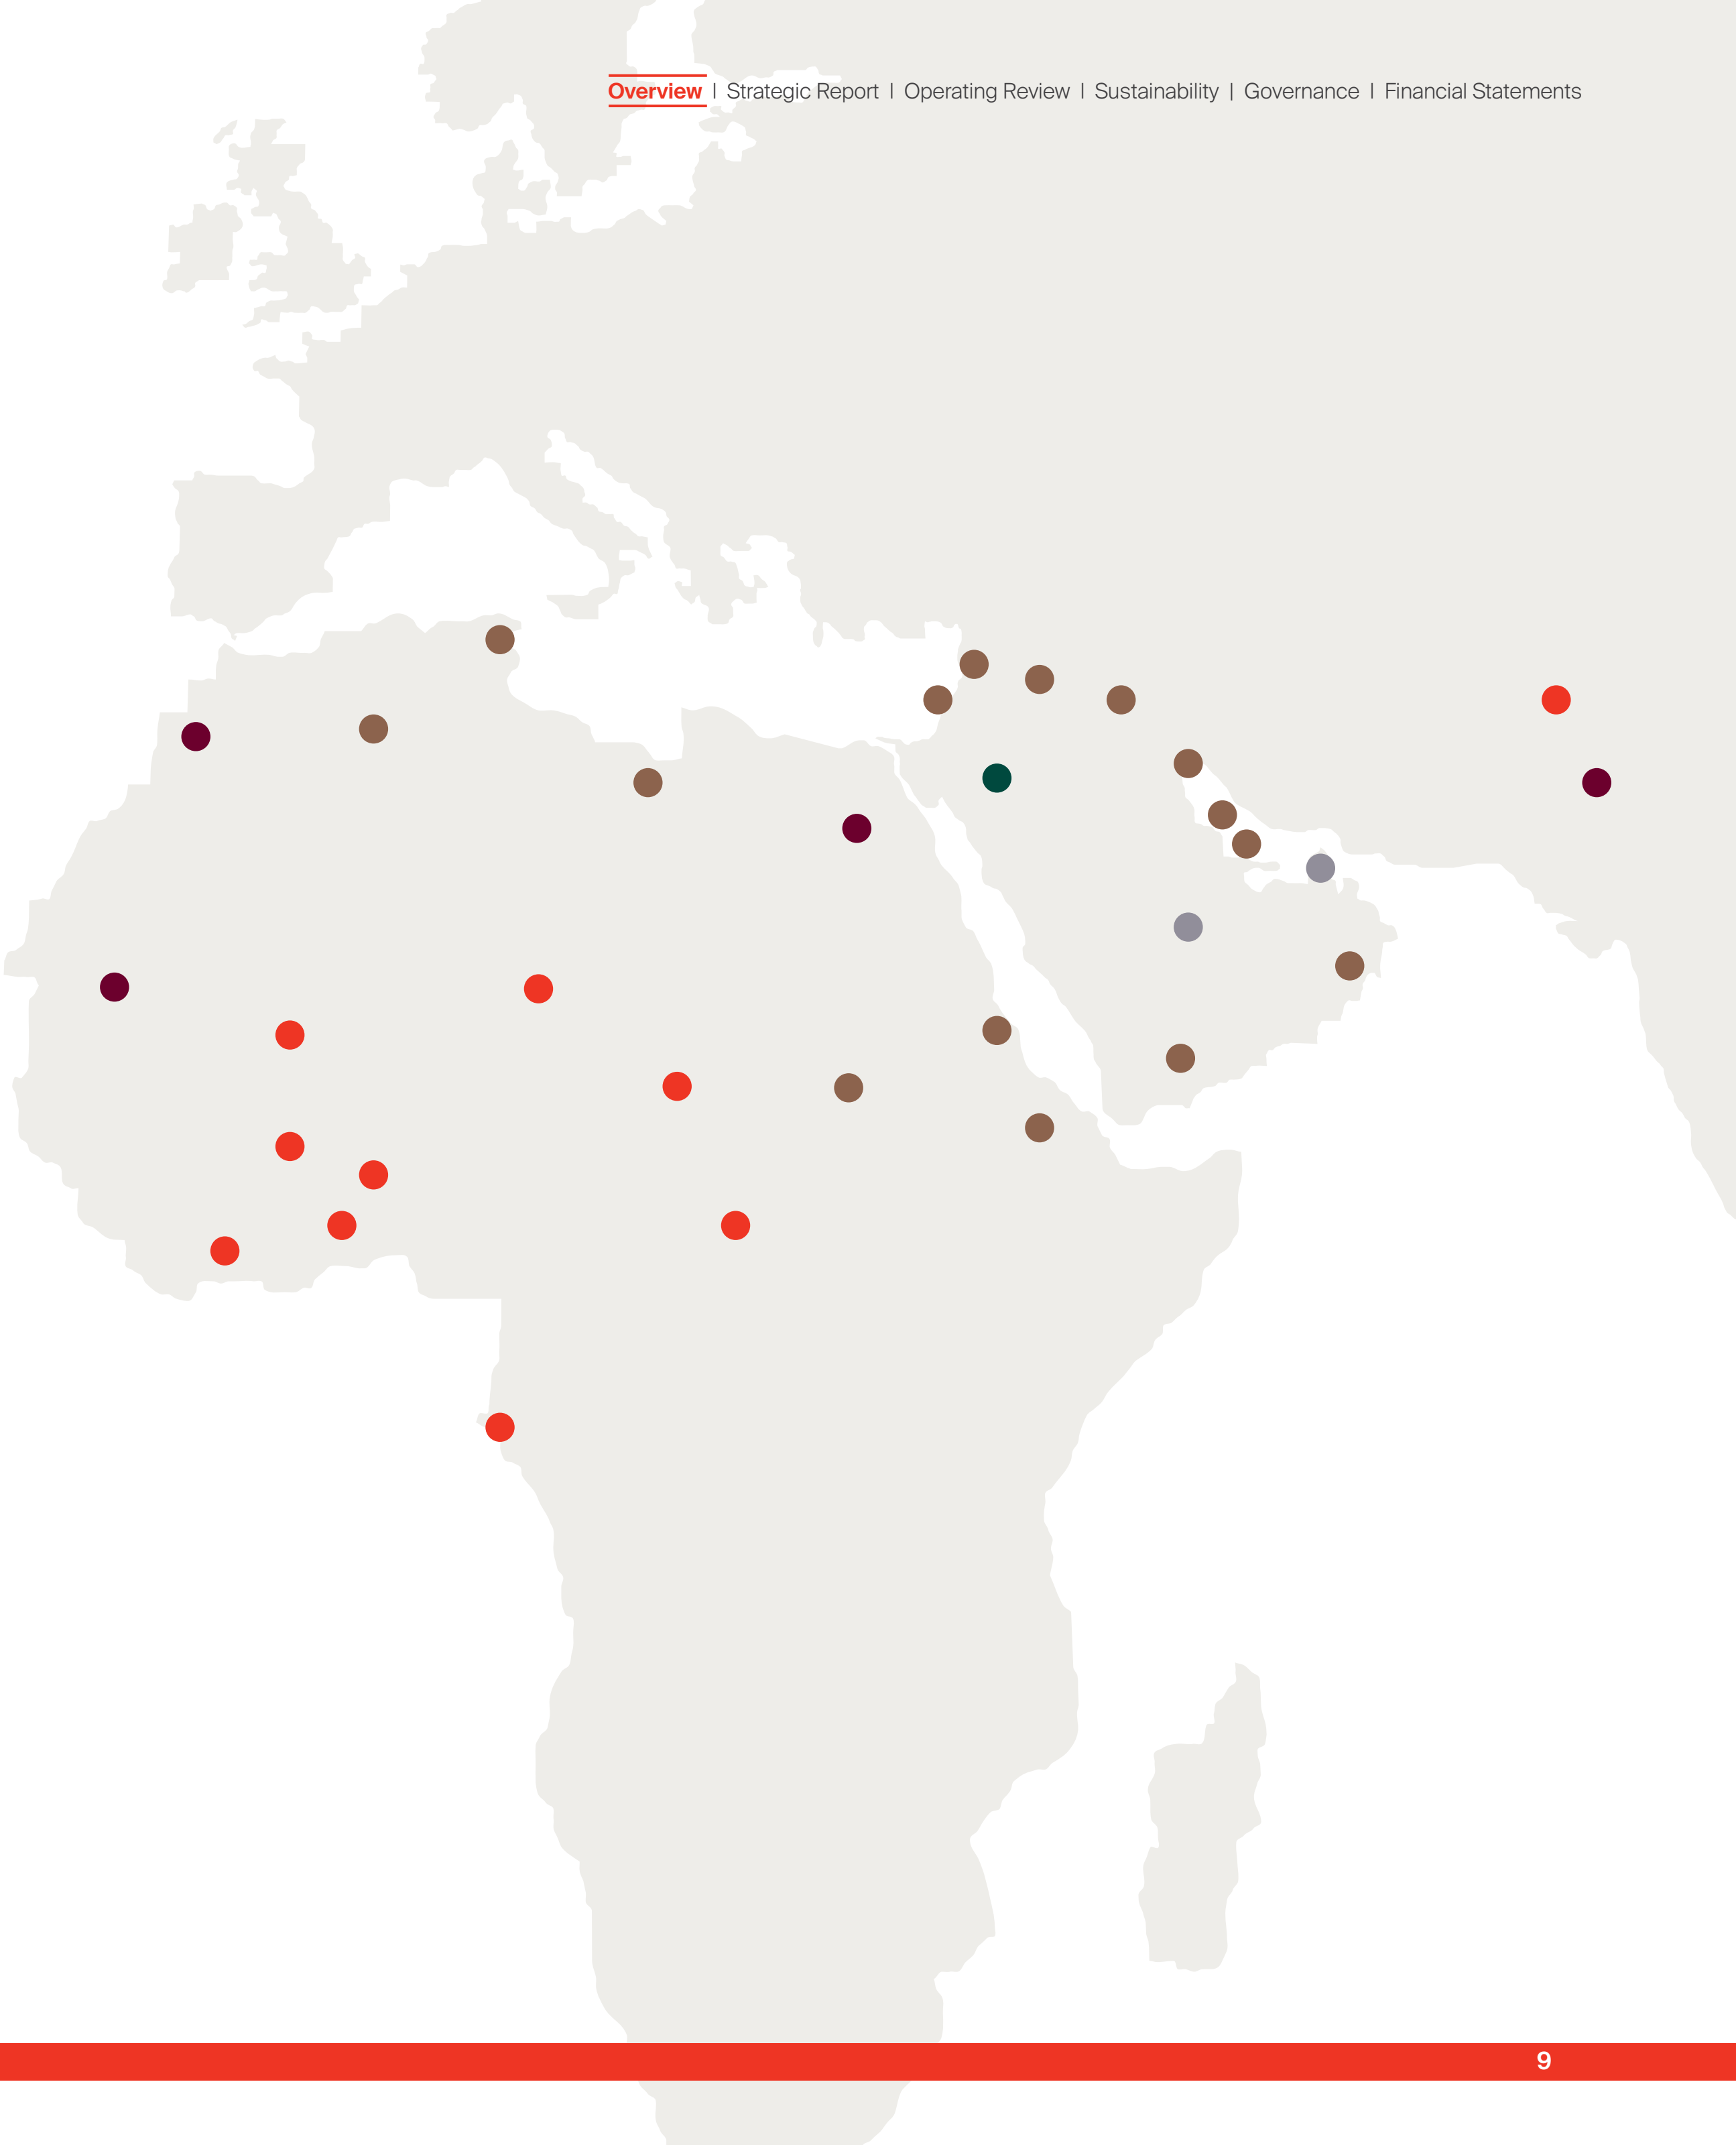 Overview | Strategic Report | Operating Review | Sustainability | Governance | Financial Statements
9